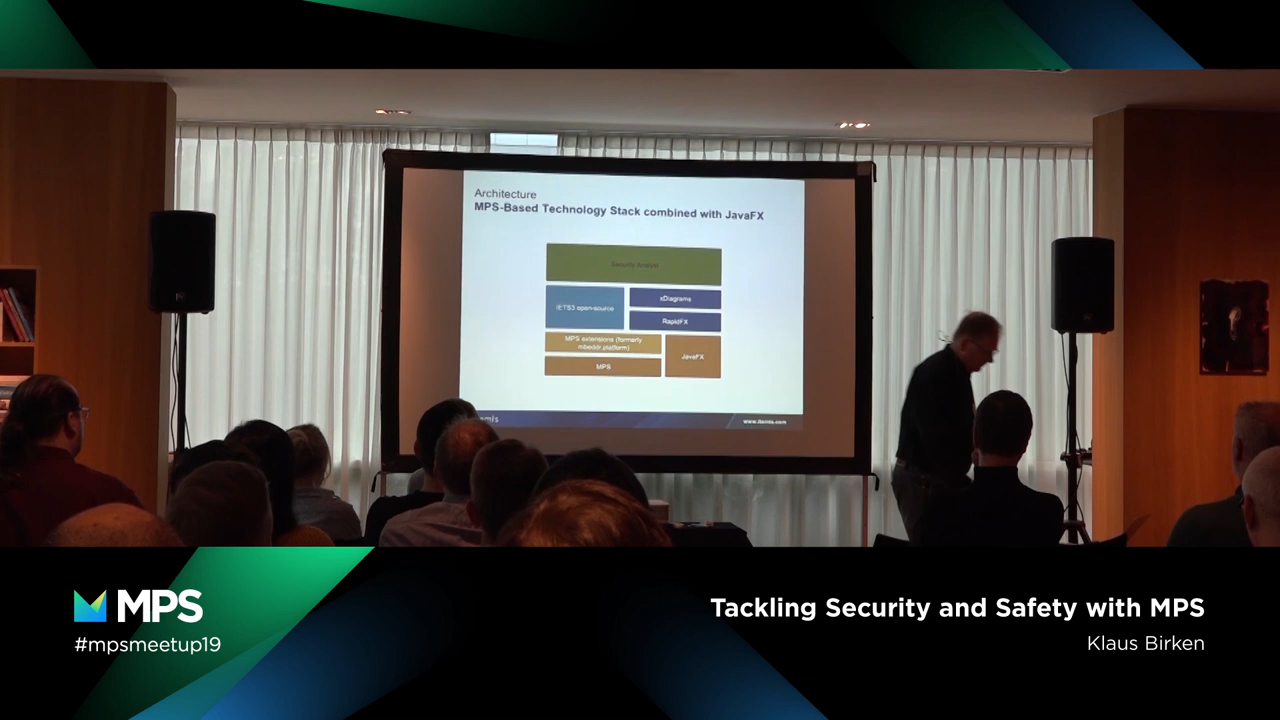 Architecture
MPS-Based Technology Stack combined with JavaFX
Security Analyst
IETS3 open-source
xDiagrams
RapidFX
MPS extensions (formerly
mbeddr platform)
JavaFX
MPS
www.itemis.com
MPS
#mpsmeetup19
Tackling Security and Safety with MPS
Klaus Birken